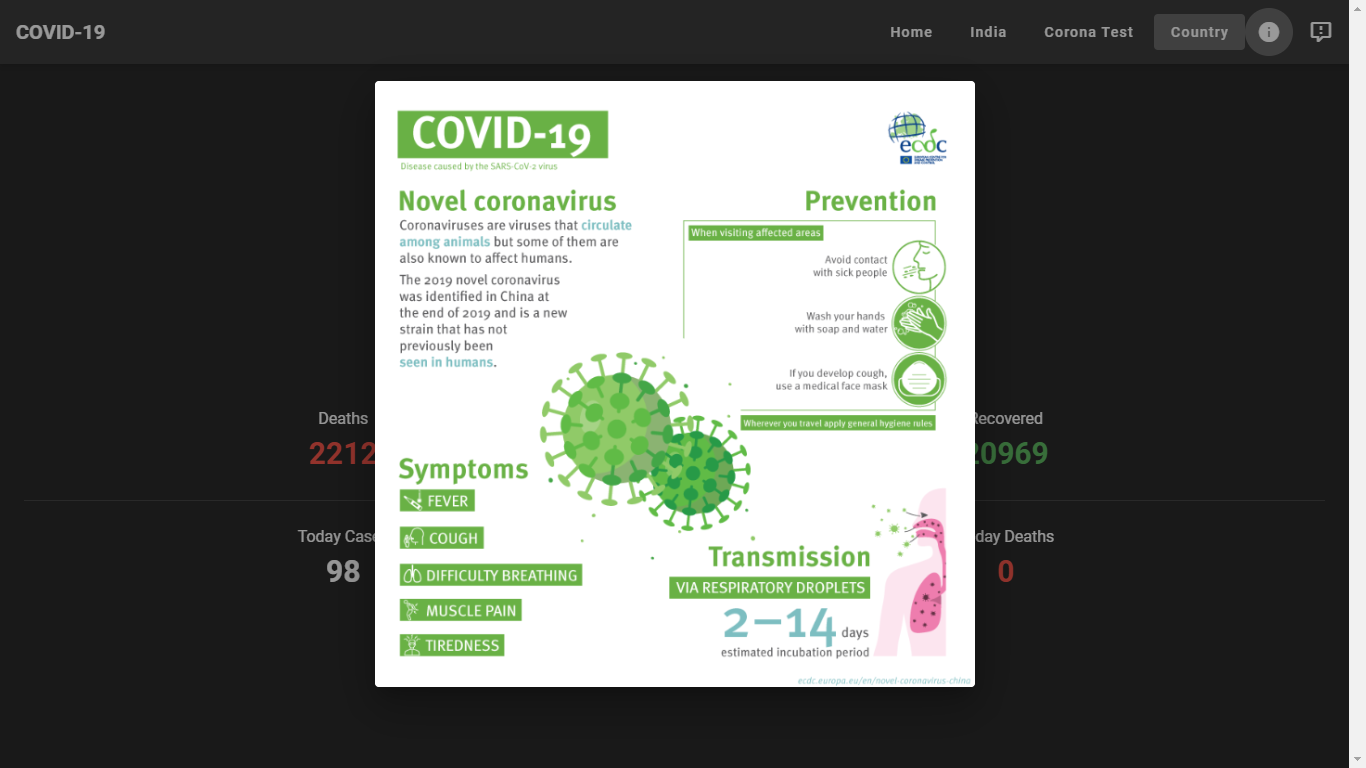 COVID-19
Home
India
Corona Test
Country
COVID-19
Disease caused by the SARS-CoV-2 virus
ecdc
Novel coronavirus
Coronaviruses are viruses that circulate
among animals but some of them are
also known to affect humans.
The 2019 novel coronavirus
was identified in China at
the end of 2019 and is a new
strain that has not
previously been
seen in humans.
Prevention
When visiting affected areas
Avoid contact
with sick people
Wash your hands
with soap and water
If you develop cough,
use a medical face mask
Wherever you travel apply general hygiene rules
Deaths
2212
Recovered
20969
Symptoms
FEVER
COUGH
DIFFICULTY BREATHING
MUSCLE PAIN
TIREDNESS
Today Case
98
day Deaths
0
Transmission
VIA RESPIRATORY DROPLETS
2–14 days
estimated incubation period
ecdc.europa.eu/en/novel-coronavirus-china